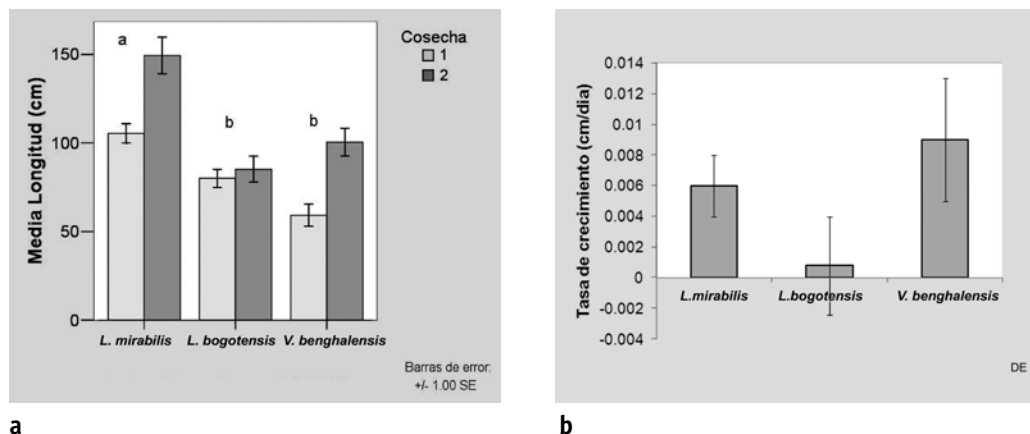 Media Longitud (cm)
150
100
50
0
a
b
b
L. mirabilis L. bogotensis V. benghalensis
Cosecha
1
2
Barras de error:
+/- 1.00 SE
a
Tasa de crecimiento (cm/dia)
0.014
0.012
0.01
0.008
0.006
0.004
0.002
0
-0.002
-0.004
L.mirabilis L.bogotensis V. benghalensis
DE
b